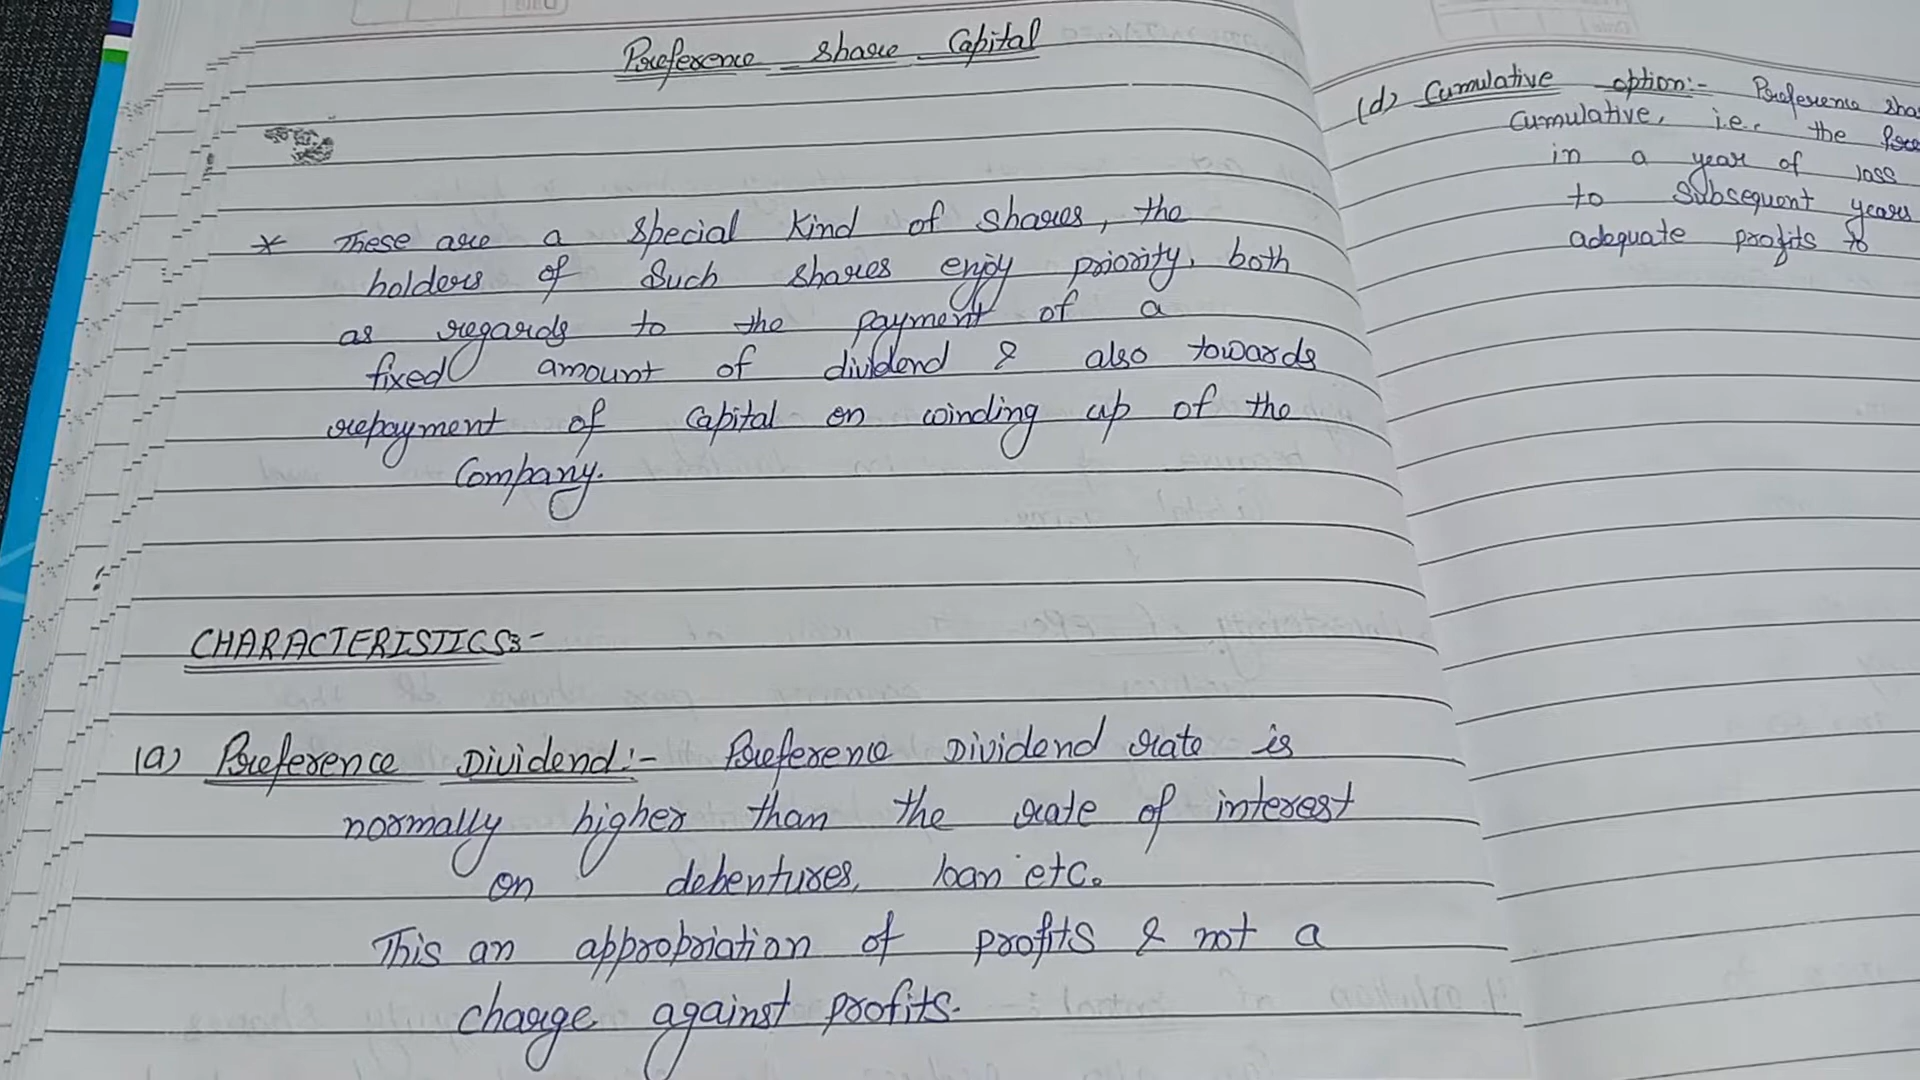 Preference share Capital
* These are a special kind of shares, the
holders of such shares enjoy priority, both
as regards to the payment of a
fixed amount of dividend & also towards
repayment of Capital on winding up of the
Company.
CHARACTERISTICS:-
(a) Preference Dividend:- Preference Dividend rate is
normally higher than the rate of interest
on debentures, loan etc.
This an appropriation of profits & not a
charge against profits.
(d) Cumulative option:- Preference sha
Cumulative, i.e. the
in a year of loss
to subsequent years
adequate profits to